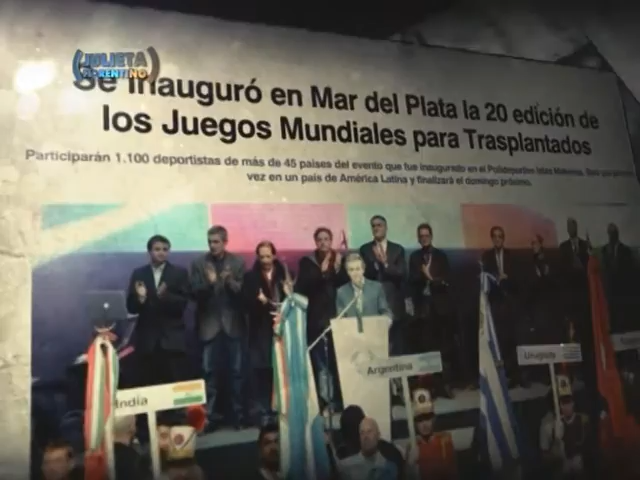 JULIETA
FIORENTINO
Se inauguró en Mar del Plata la 20 edición de
los Juegos Mundiales para Trasplantados
Participarán 1.100 deportistas de más de 45 países del evento que fue inaugurado en el Polideportivo Islas Malvinas.
vez en un país de América Latina y finalizará el domingo próximo.
India
Argentina
Uruguay